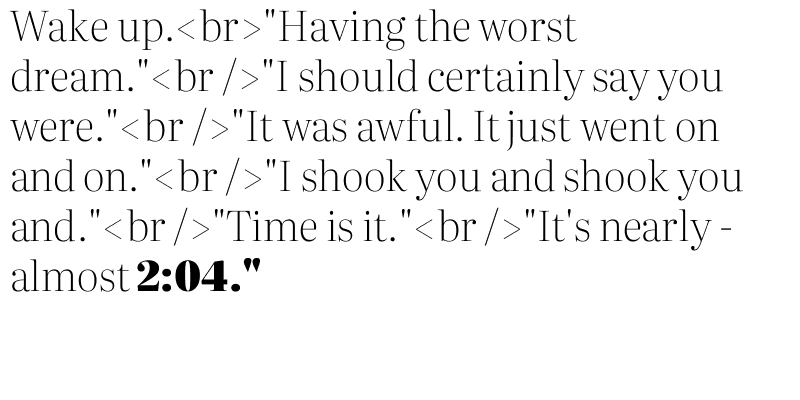 Wake up.<br>"Having the worst
dream."<br />"I should certainly say you
were."<br />"It was awful. It just went on
and on."<br />"I shook you and shook you
and."<br />"Time is it."<br />"It's nearly -
almost 2:04."